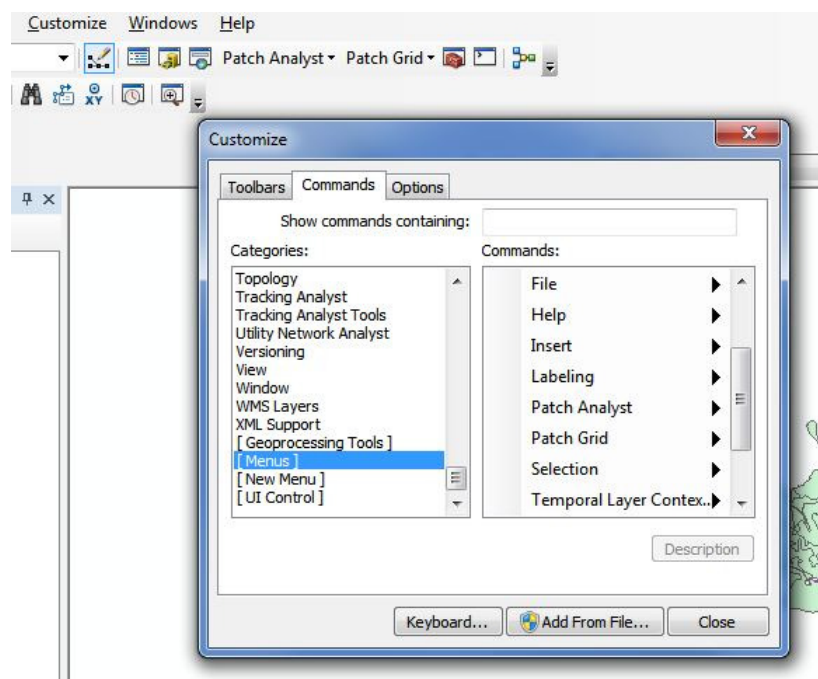 Customize Windows Help
Patch Analyst Patch Grid
XY
Customize
Toolbars Commands Options
Show commands containing:
Categories:
Topology
Tracking Analyst
Tracking Analyst Tools
Utility Network Analyst
Versioning
View
Window
WMS Layers
XML Support
[ Geoprocessing Tools ]
[ Menus ]
[ New Menu ]
[ UI Control ]
Commands:
File
Help
Insert
Labeling
Patch Analyst
Patch Grid
Selection
Temporal Layer Contex..
Description
Keyboard... Add From File... Close